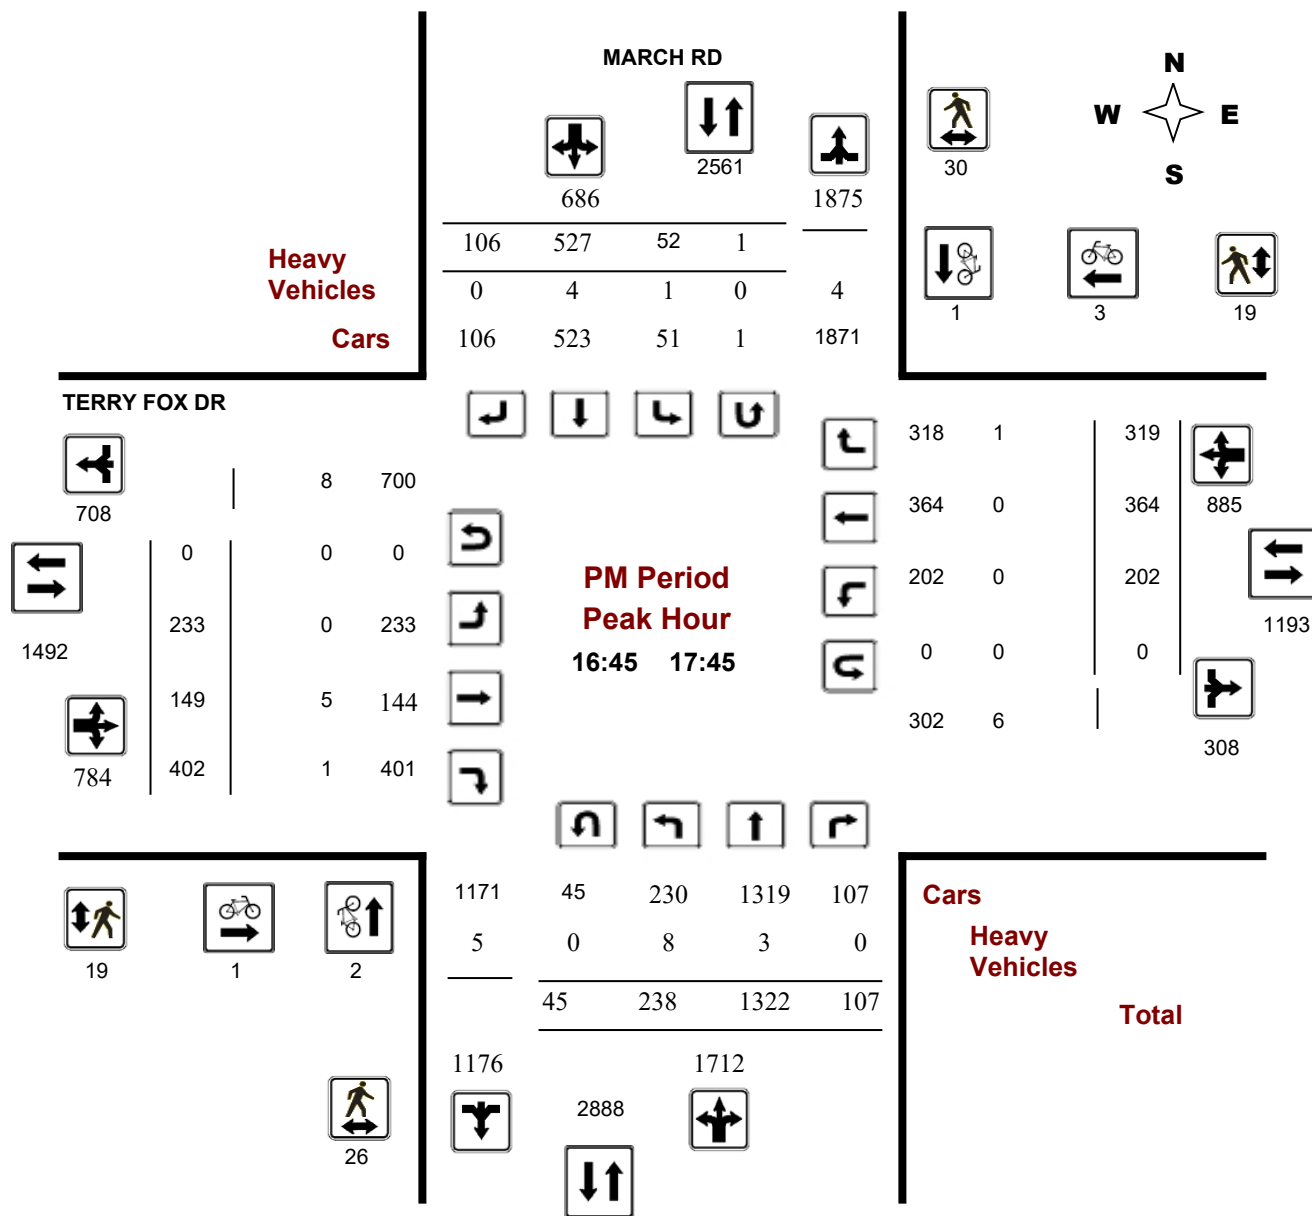 MARCH RD
N
W E
S
2561
30
686 1875
106 527 52 1
Heavy
Vehicles
0 4 1 0 4
1 3 19
Cars
106 523 51 1 1871
TERRY FOX DR
318 1 319
8 700
708
364 0 364 885
0 0 0
PM Period
Peak Hour
202 0 202
233 0 233
1193
1492
16:45 17:45
0 0 0
149 5 144
302 6
308
784 402 1 401
1171 45 230 1319 107
Cars
5 0 8 3 0
Heavy
Vehicles
19 1 2
45 238 1322 107
Total
1176 1712
2888
26